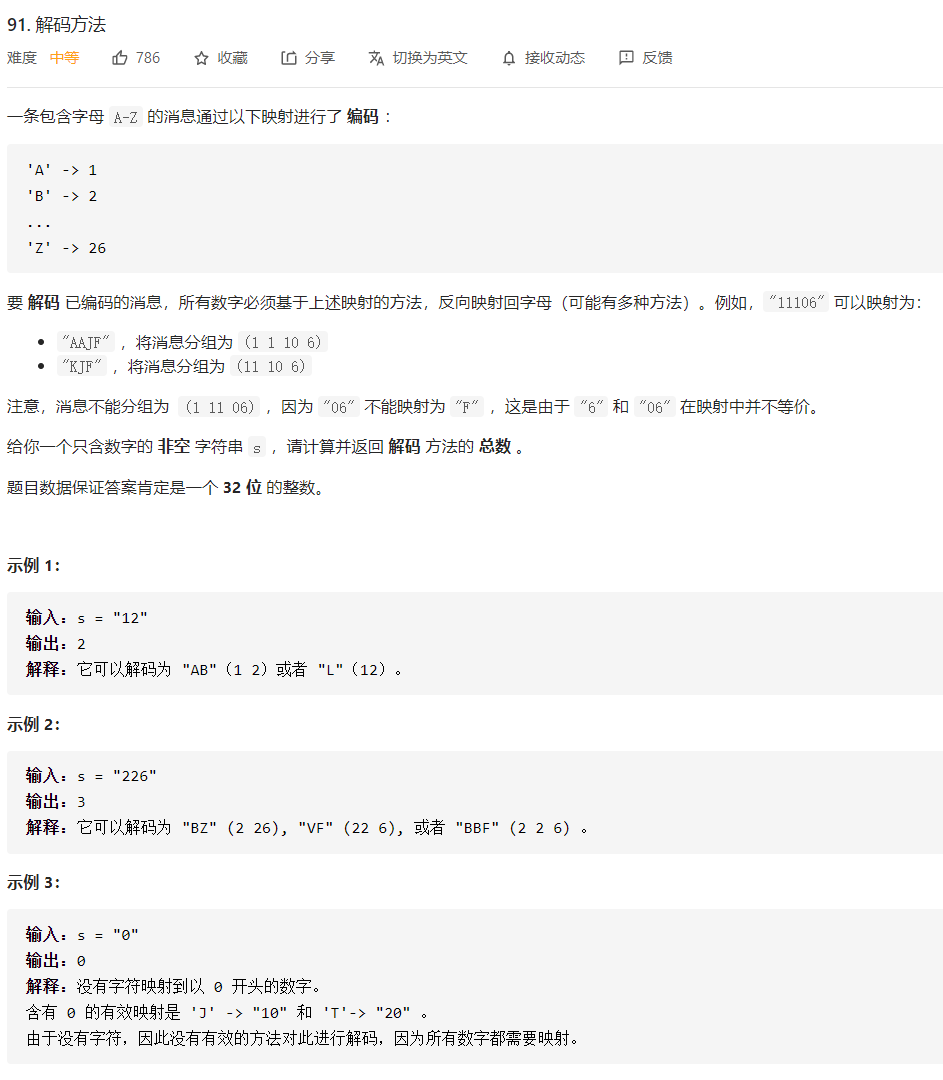 91. 解码方法
难度 中等 786 收藏 分享 切换为英文 接收动态 反馈
一条包含字母 A-Z 的消息通过以下映射进行了 编码 ：
'A' -> 1
'B' -> 2
...
'Z' -> 26
要 解码 已编码的消息，所有数字必须基于上述映射的方法，反向映射回字母（可能有多种方法）。例如，"11106" 可以映射为：
"AAJF" ，将消息分组为 (1 1 10 6)
"KJF" ，将消息分组为 (11 10 6)
注意，消息不能分组为 (1 11 06) ，因为 "06" 不能映射为 "F" ，这是由于 "6" 和 "06" 在映射中并不等价。
给你一个只含数字的 非空 字符串 s ，请计算并返回 解码 方法的 总数 。
题目数据保证答案肯定是一个 32 位 的整数。
示例 1：
输入：s = "12"
输出：2
解释：它可以解码为 "AB"（1 2）或者 "L"（12）。
示例 2：
输入：s = "226"
输出：3
解释：它可以解码为 "BZ" (2 26), "VF" (22 6), 或者 "BBF" (2 2 6) 。
示例 3：
输入：s = "0"
输出：0
解释：没有字符映射到以 0 开头的数字。
含有 0 的有效映射是 'J' -> "10" 和 'T'-> "20" 。
由于没有字符，因此没有有效的方法对此进行解码，因为所有数字都需要映射。